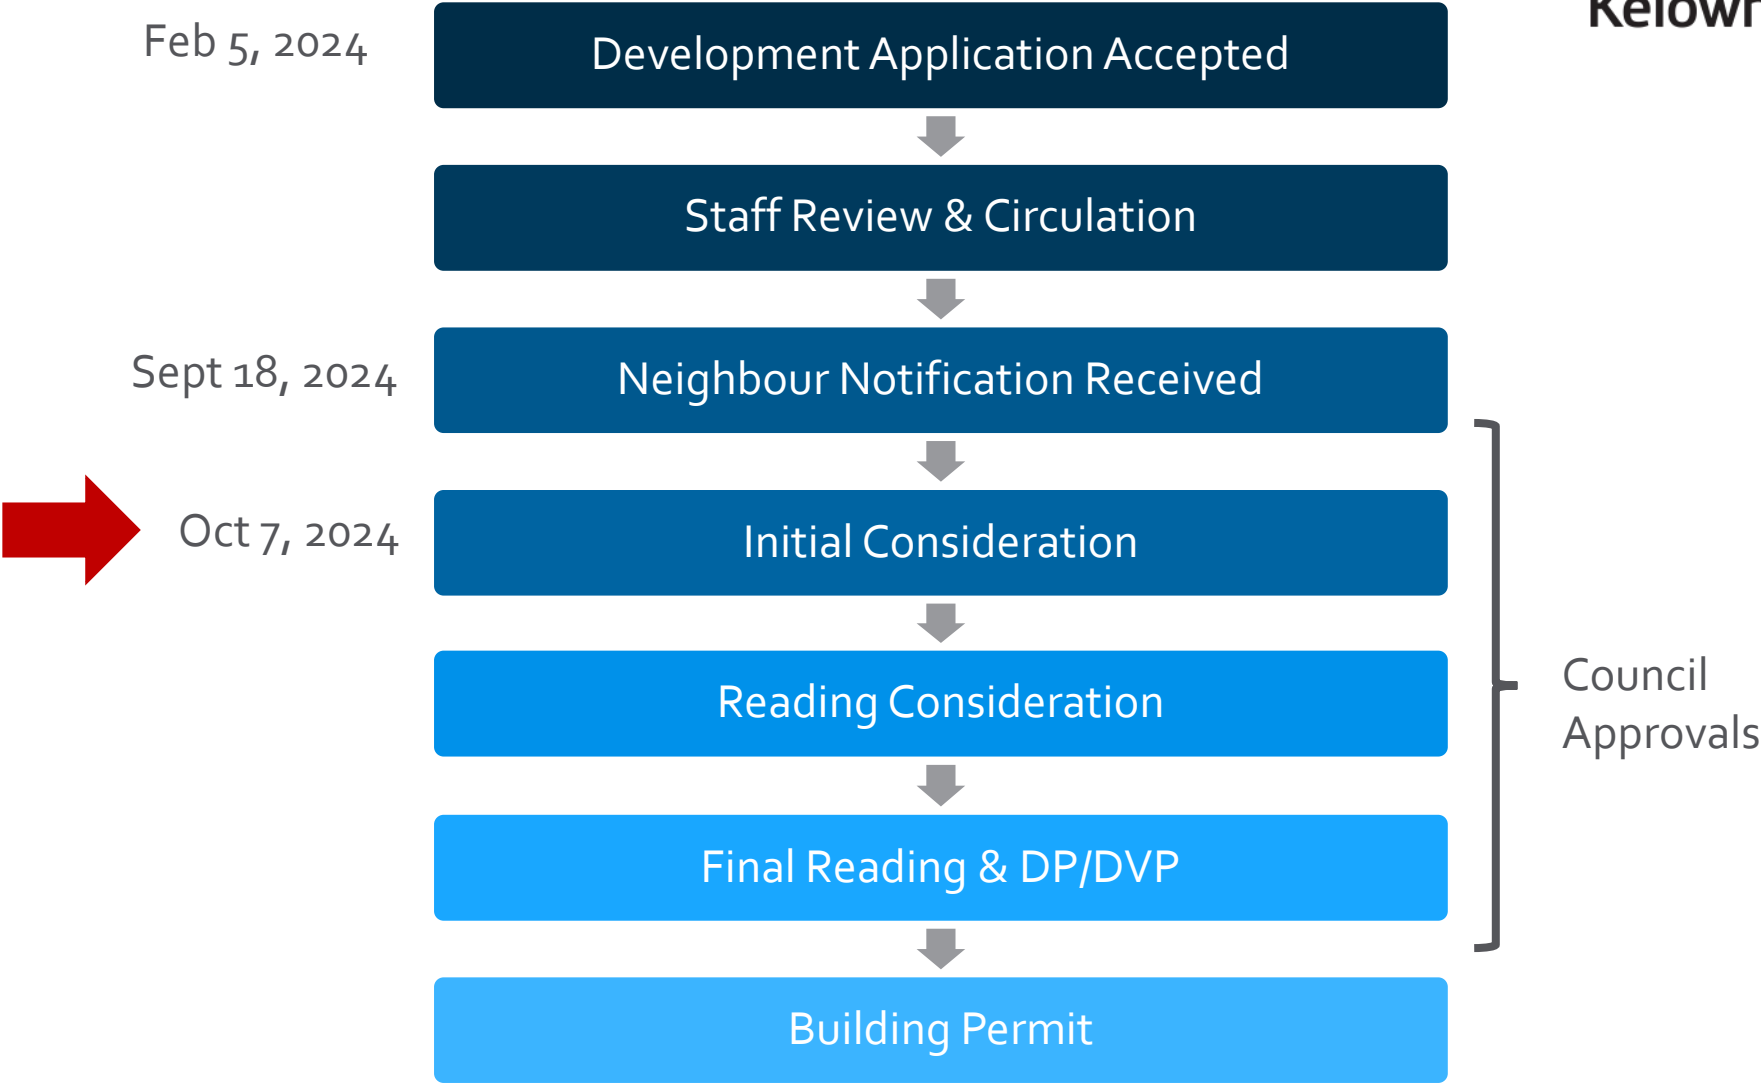 Feb 5, 2024
Development Application Accepted
Staff Review & Circulation
Sept 18, 2024
Neighbour Notification Received
Oct 7, 2024
Initial Consideration
Reading Consideration
Council
Approvals
Final Reading & DP/DVP
Building Permit